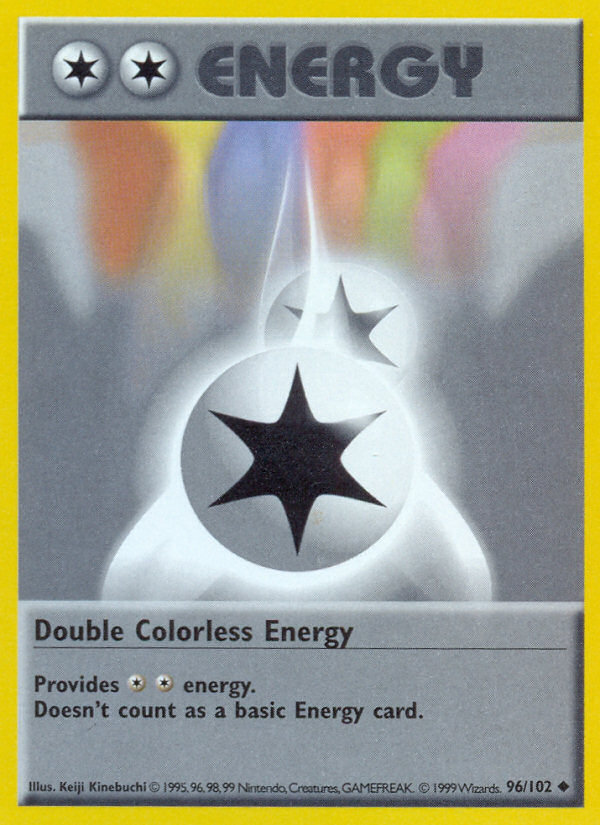 ENERGY
Double Colorless Energy
Provides energy.
Doesn't count as a basic Energy card.
Illus. Keiji Kinebuchi © 1995, 96, 98, 99 Nintendo, Creatures, GAMEFREAK. © 1999 Wizards. 96/102 ◆